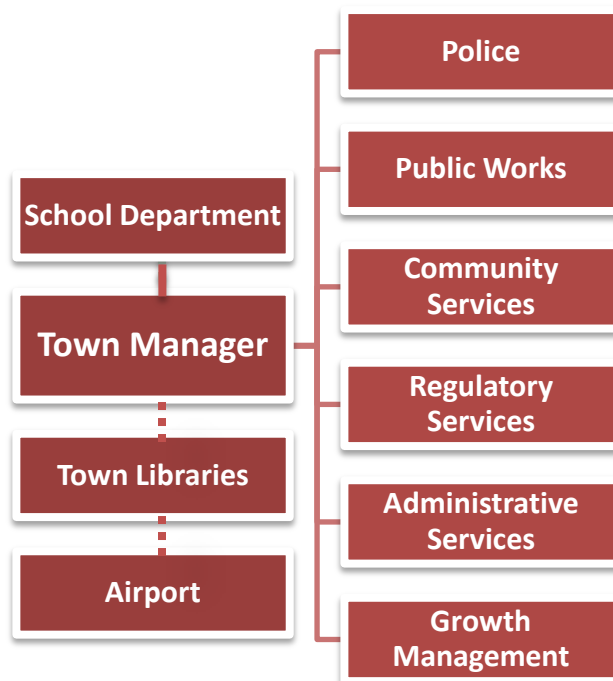 School Department
Town Manager
Town Libraries
Airport
Police
Public Works
Community
Services
Regulatory
Services
Administrative
Services
Growth
Management